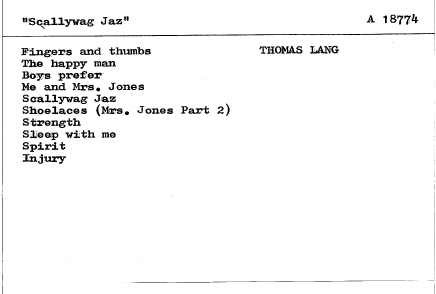 "Scallywag Jaz" A 18774
Fingers and thumbs THOMAS LANG
The happy man
Boys prefer
Me and Mrs. Jones
Scallywag Jaz
Shoelaces (Mrs. Jones Part 2)
Strength
Sleep with me
Spirit
Injury